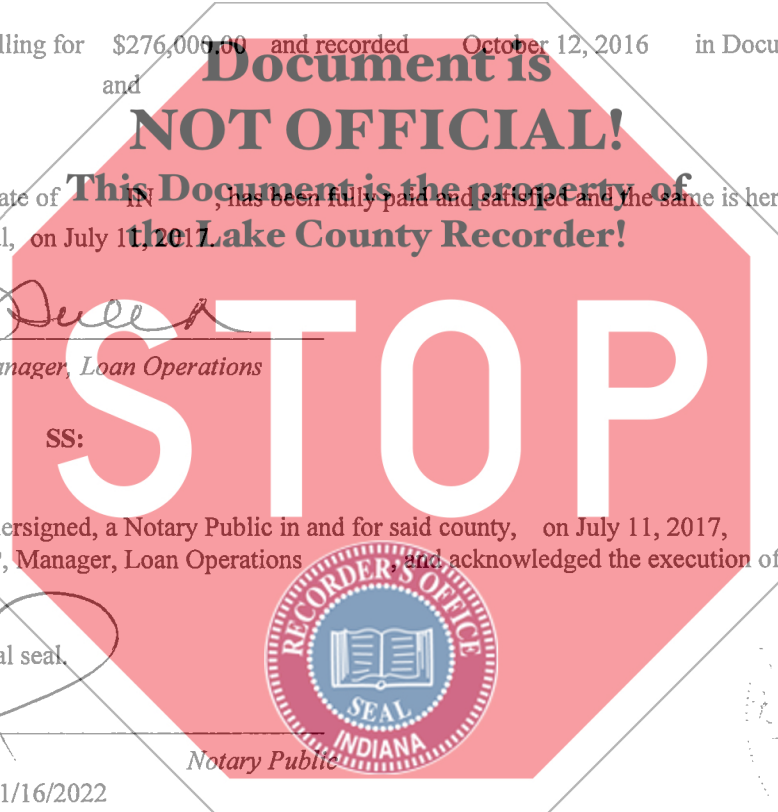 lling for $276,000.00 and recorded October 12, 2016 in Docu
Document is
and
NOT OFFICIAL!
ate of IN , has been fully paid and satisfied and the same is her
This Document is the property of
l, on July 11, 2017.
the Lake County Recorder!
anager, Loan Operations
STOP
SS:
ersigned, a Notary Public in and for said county, on July 11, 2017,
, Manager, Loan Operations , and acknowledged the execution of
RECORDER'S OFFICE
al seal.
SEAL
INDIANA
Notary Public
1/16/2022